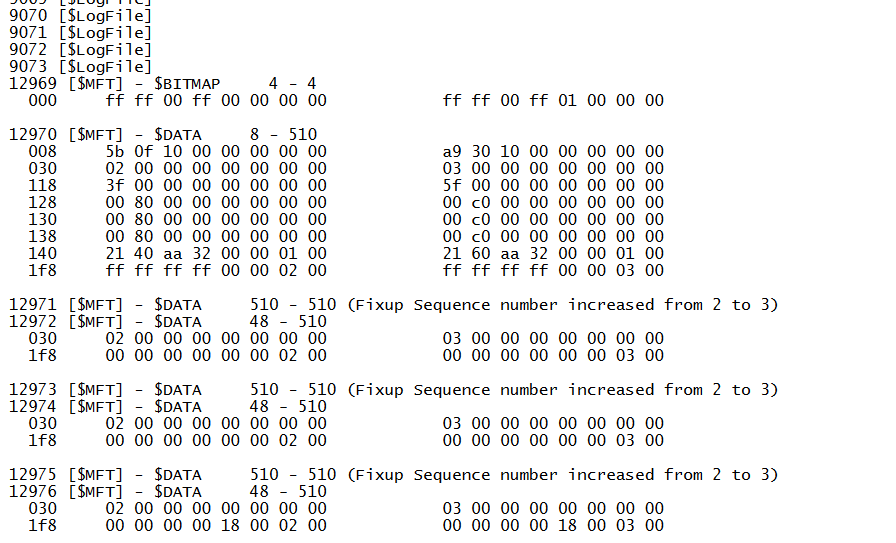 9069 [$LogFile]
9070 [$LogFile]
9071 [$LogFile]
9072 [$LogFile]
9073 [$LogFile]
12969 [$MFT] - $BITMAP     4 - 4
  000     ff ff 00 ff 00 00 00 00            ff ff 00 ff 01 00 00 00
12970 [$MFT] - $DATA     8 - 510
  008     5b 0f 10 00 00 00 00 00            a9 30 10 00 00 00 00 00
  030     02 00 00 00 00 00 00 00            03 00 00 00 00 00 00 00
  118     3f 00 00 00 00 00 00 00            5f 00 00 00 00 00 00 00
  128     00 80 00 00 00 00 00 00            00 c0 00 00 00 00 00 00
  130     00 80 00 00 00 00 00 00            00 c0 00 00 00 00 00 00
  138     00 80 00 00 00 00 00 00            00 c0 00 00 00 00 00 00
  140     21 40 aa 32 00 00 01 00            21 60 aa 32 00 00 01 00
  1f8     ff ff ff ff 00 00 02 00            ff ff ff ff 00 00 03 00
12971 [$MFT] - $DATA     510 - 510 (Fixup Sequence number increased from 2 to 3)
12972 [$MFT] - $DATA     48 - 510
  030     02 00 00 00 00 00 00 00            03 00 00 00 00 00 00 00
  1f8     00 00 00 00 00 00 02 00            00 00 00 00 00 00 03 00
12973 [$MFT] - $DATA     510 - 510 (Fixup Sequence number increased from 2 to 3)
12974 [$MFT] - $DATA     48 - 510
  030     02 00 00 00 00 00 00 00            03 00 00 00 00 00 00 00
  1f8     00 00 00 00 00 00 02 00            00 00 00 00 00 00 03 00
12975 [$MFT] - $DATA     510 - 510 (Fixup Sequence number increased from 2 to 3)
12976 [$MFT] - $DATA     48 - 510
  030     02 00 00 00 00 00 00 00            03 00 00 00 00 00 00 00
  1f8     00 00 00 00 18 00 02 00            00 00 00 00 18 00 03 00